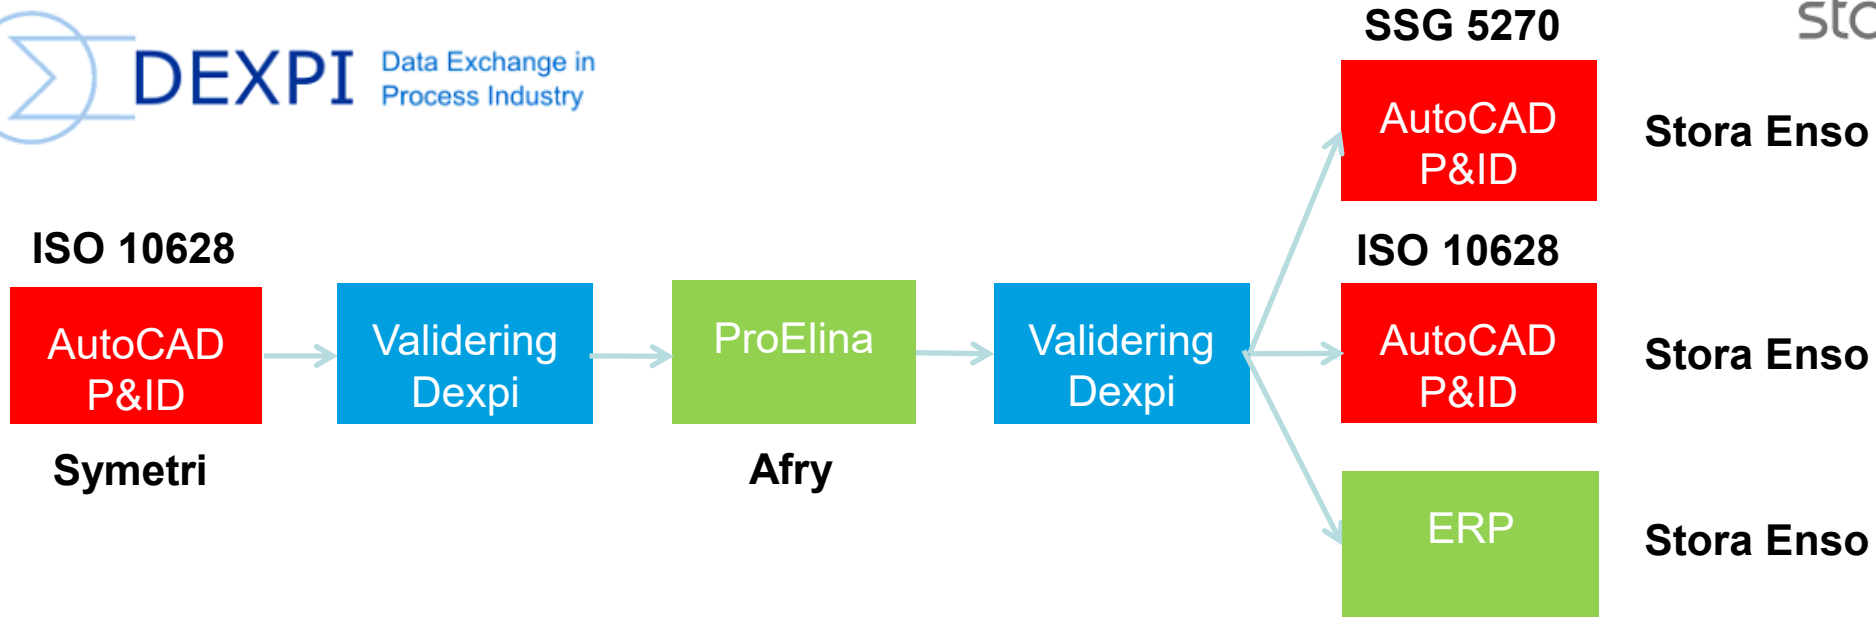 DEXPI
Data Exchange in
Process Industry
SSG 5270
AutoCAD
P&ID
Stora Enso
ISO 10628
AutoCAD
P&ID
Symetri
Validering
Dexpi
ProElina
Afry
Validering
Dexpi
ISO 10628
AutoCAD
P&ID
Stora Enso
ERP
Stora Enso